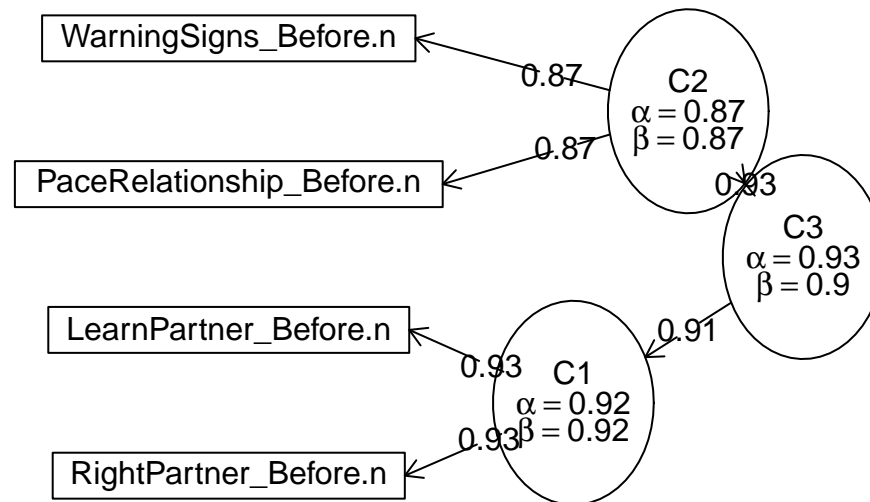 WarningSigns_Before.n
0.87
C2
α = 0.87
β = 0.87
0.87
PaceRelationship_Before.n
0.93
C3
α = 0.93
β = 0.9
LearnPartner_Before.n
0.91
0.93
C1
α = 0.92
β = 0.92
0.93
RightPartner_Before.n